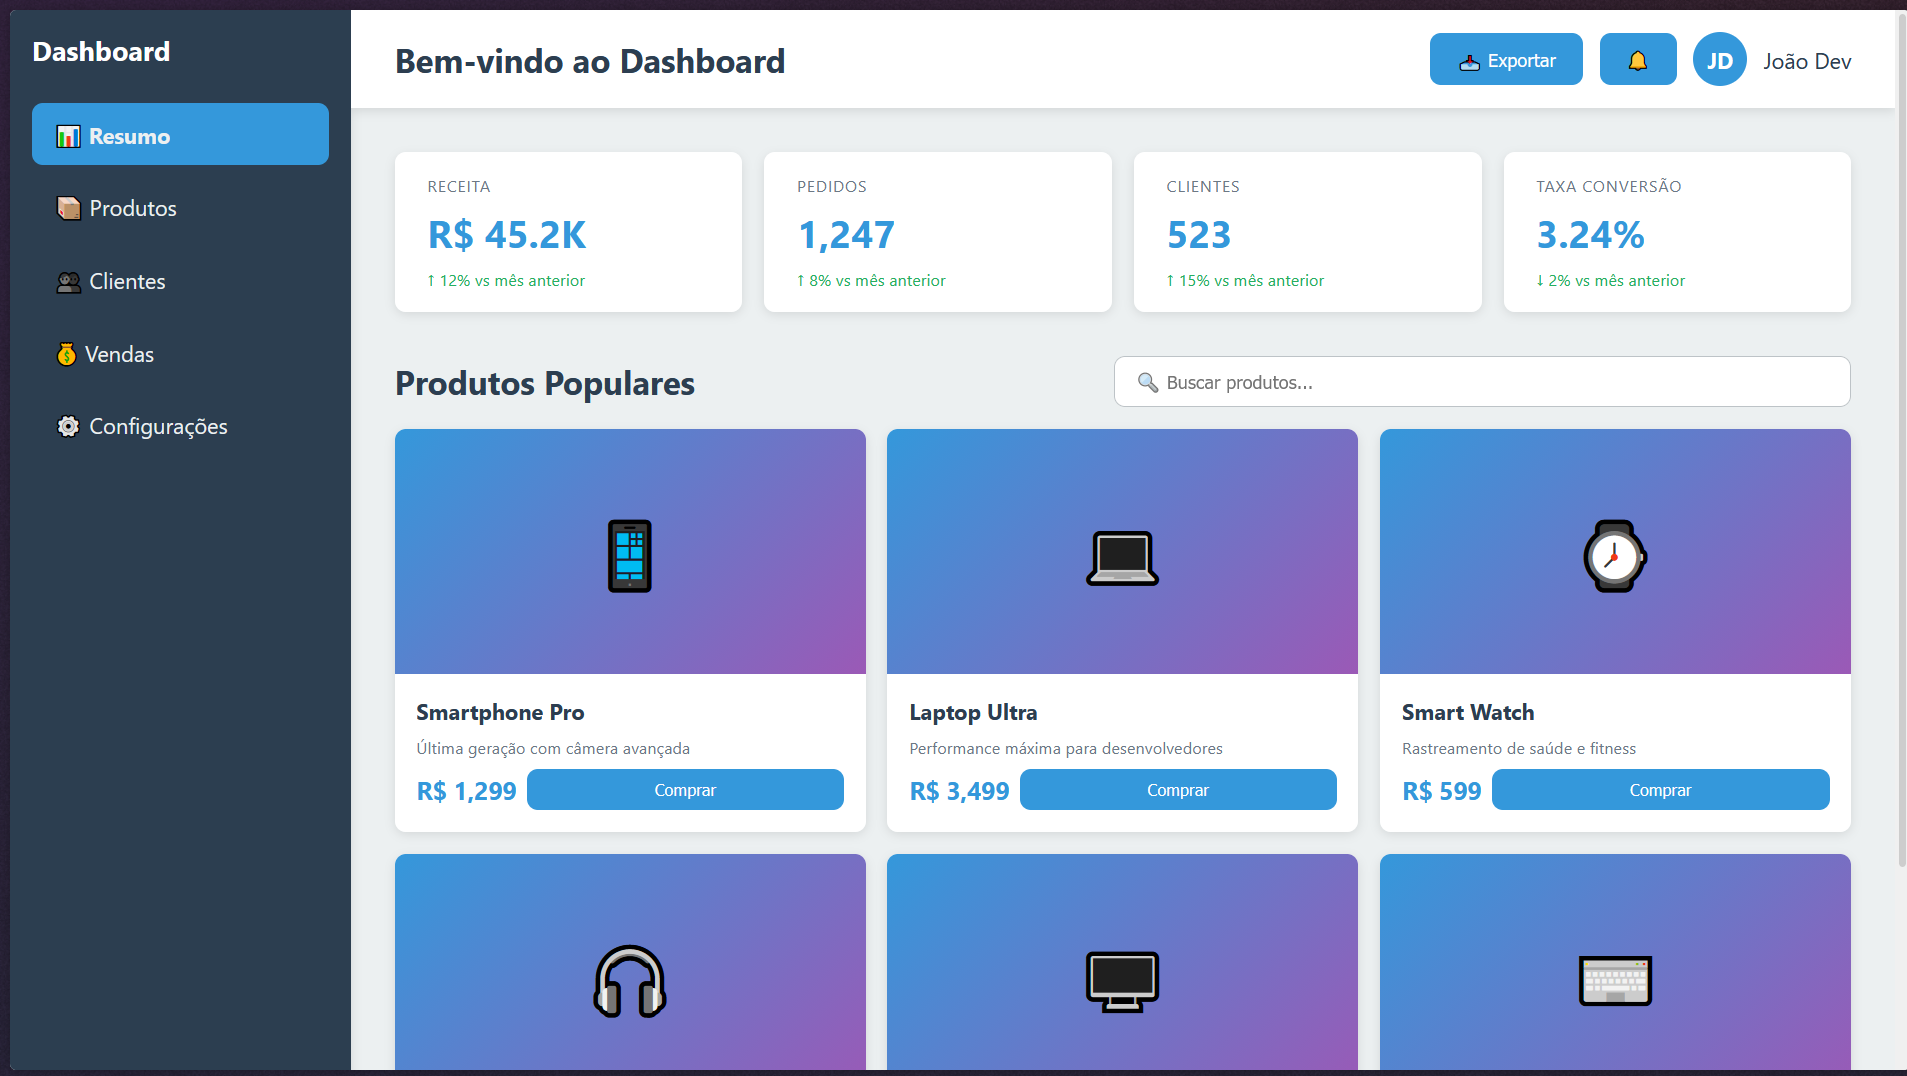 Dashboard
Resumo
Produtos
Clientes
Vendas
Configurações
Bem-vindo ao Dashboard
Exportar
JD
João Dev
RECEITA
R$ 45.2K
↑ 12% vs mês anterior
PEDIDOS
1,247
↑ 8% vs mês anterior
CLIENTES
523
↑ 15% vs mês anterior
TAXA CONVERSÃO
3.24%
↓ 2% vs mês anterior
Produtos Populares
Buscar produtos...
Smartphone Pro
Última geração com câmera avançada
R$ 1,299 Comprar
Laptop Ultra
Performance máxima para desenvolvedores
R$ 3,499 Comprar
Smart Watch
Rastreamento de saúde e fitness
R$ 599 Comprar